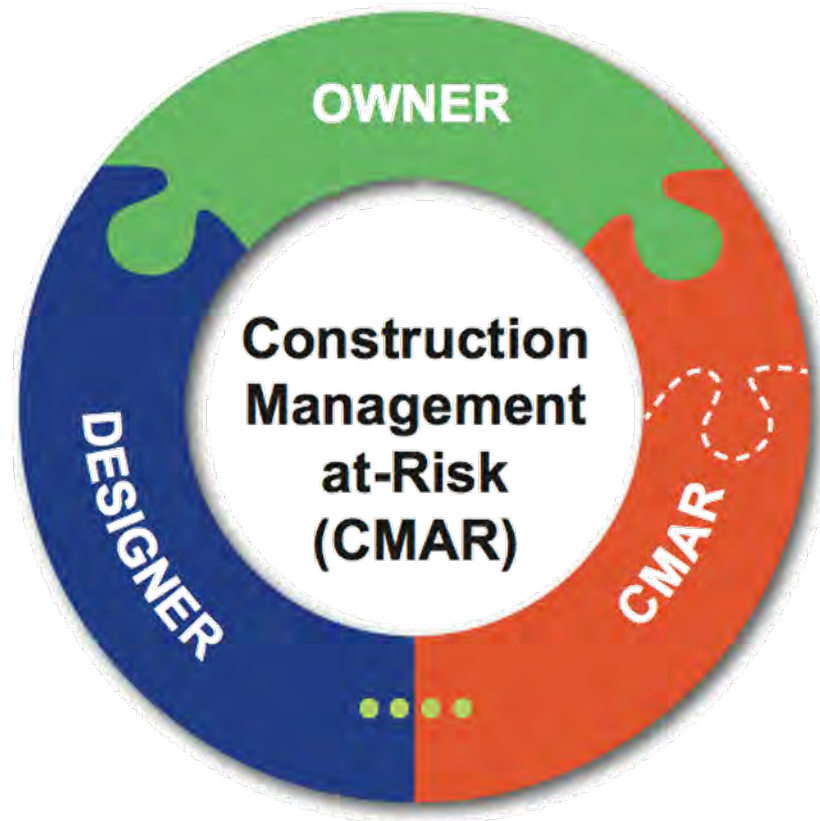 OWNER
Construction
Management
at-Risk
(CMAR)
DESIGNER
CMAR